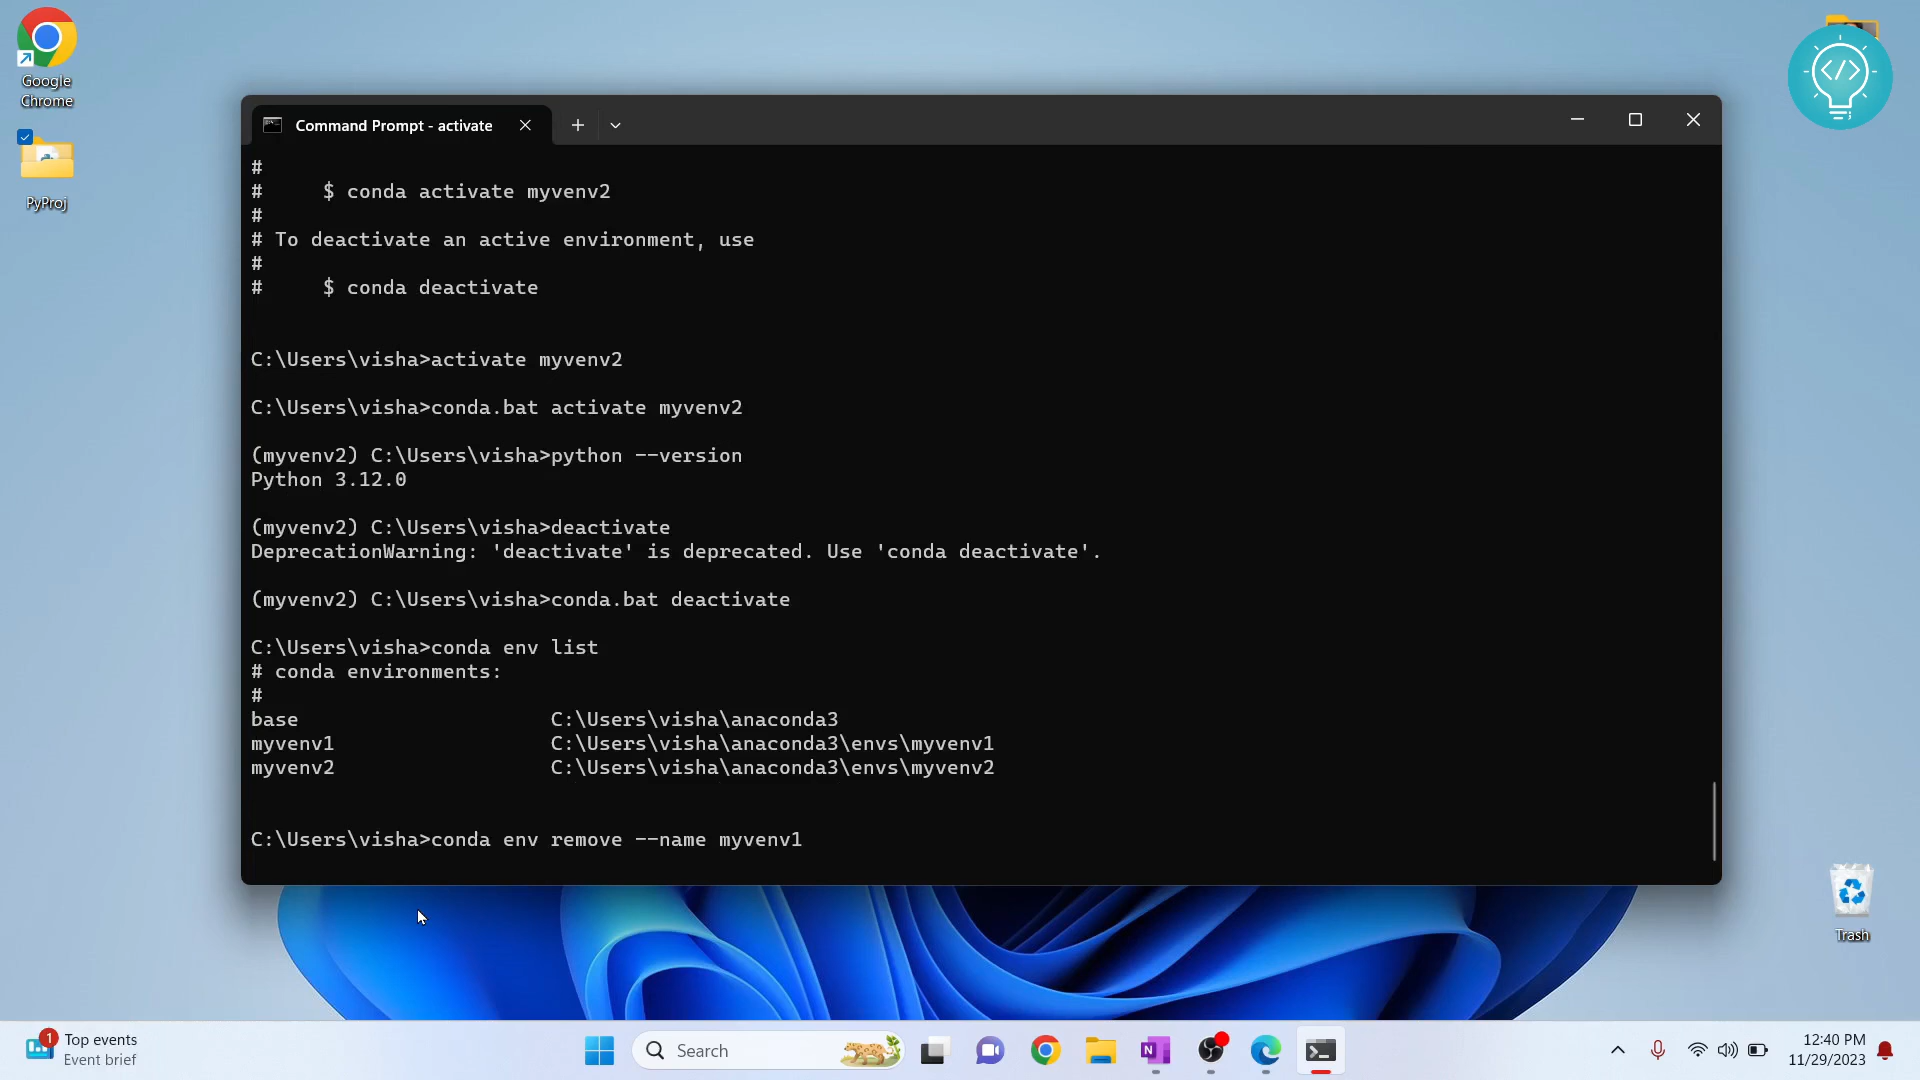 Google
Chrome
PyProj
Command Prompt - activate
#
#     $ conda activate myvenv2
#
# To deactivate an active environment, use
#
#     $ conda deactivate
C:\Users\visha>activate myvenv2
C:\Users\visha>conda.bat activate myvenv2
(myvenv2) C:\Users\visha>python --version
Python 3.12.0
(myvenv2) C:\Users\visha>deactivate
DeprecationWarning: 'deactivate' is deprecated. Use 'conda deactivate'.
(myvenv2) C:\Users\visha>conda.bat deactivate
C:\Users\visha>conda env list
# conda environments:
#
base                     C:\Users\visha\anaconda3
myvenv1                  C:\Users\visha\anaconda3\envs\myvenv1
myvenv2                  C:\Users\visha\anaconda3\envs\myvenv2
C:\Users\visha>conda env remove --name myvenv1
</>
Trash
1
Top events
Event brief
Search
N
12:40 PM
11/29/2023